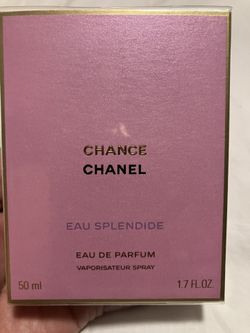 CHANCE
CHANEL
EAU SPLENDIDE
EAU DE PARFUM
VAPORISATEUR SPRAY
50 ml 1.7 FL.OZ.